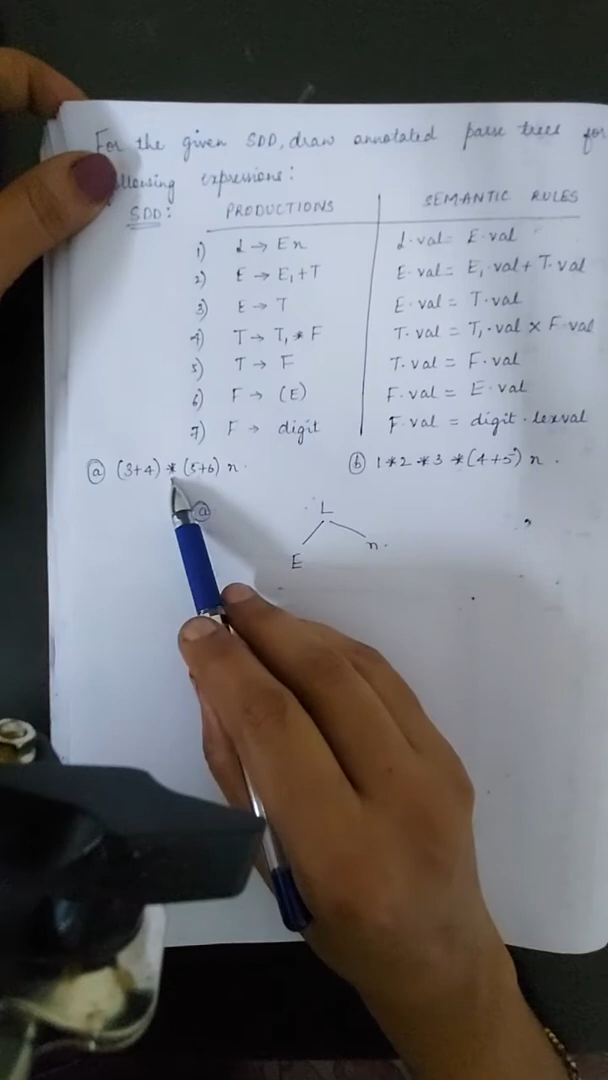 For the given SDD, draw annotated parse trees for
following expressions:
SDD: PRODUCTIONS SEMANTIC RULES
1) L → En L.val = E.val
2) E → E₁ + T E.val = E₁.val + T.val
3) E → T E.val = T.val
4) T → T₁ * F T.val = T₁.val × F.val
5) T → F T.val = F.val
6) F → (E) F.val = E.val
7) F → digit F.val = digit.lexval
ⓐ (3+4) * (5+6) n. ⓑ 1*2*3*(4+5) n.
ⓐ L
E n.